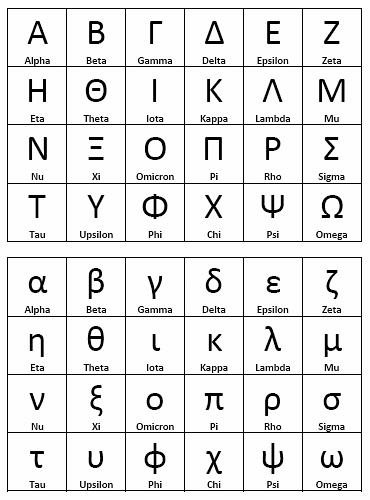 Α Β Γ Δ Ε Ζ
Alpha Beta Gamma Delta Epsilon Zeta
Η Θ Ι Κ Λ Μ
Eta Theta Iota Kappa Lambda Mu
Ν Ξ Ο Π Ρ Σ
Nu Xi Omicron Pi Rho Sigma
Τ Υ Φ Χ Ψ Ω
Tau Upsilon Phi Chi Psi Omega
α β γ δ ε ζ
Alpha Beta Gamma Delta Epsilon Zeta
η θ ι κ λ μ
Eta Theta Iota Kappa Lambda Mu
ν ξ ο π ρ σ
Nu Xi Omicron Pi Rho Sigma
τ υ φ χ ψ ω
Tau Upsilon Phi Chi Psi Omega